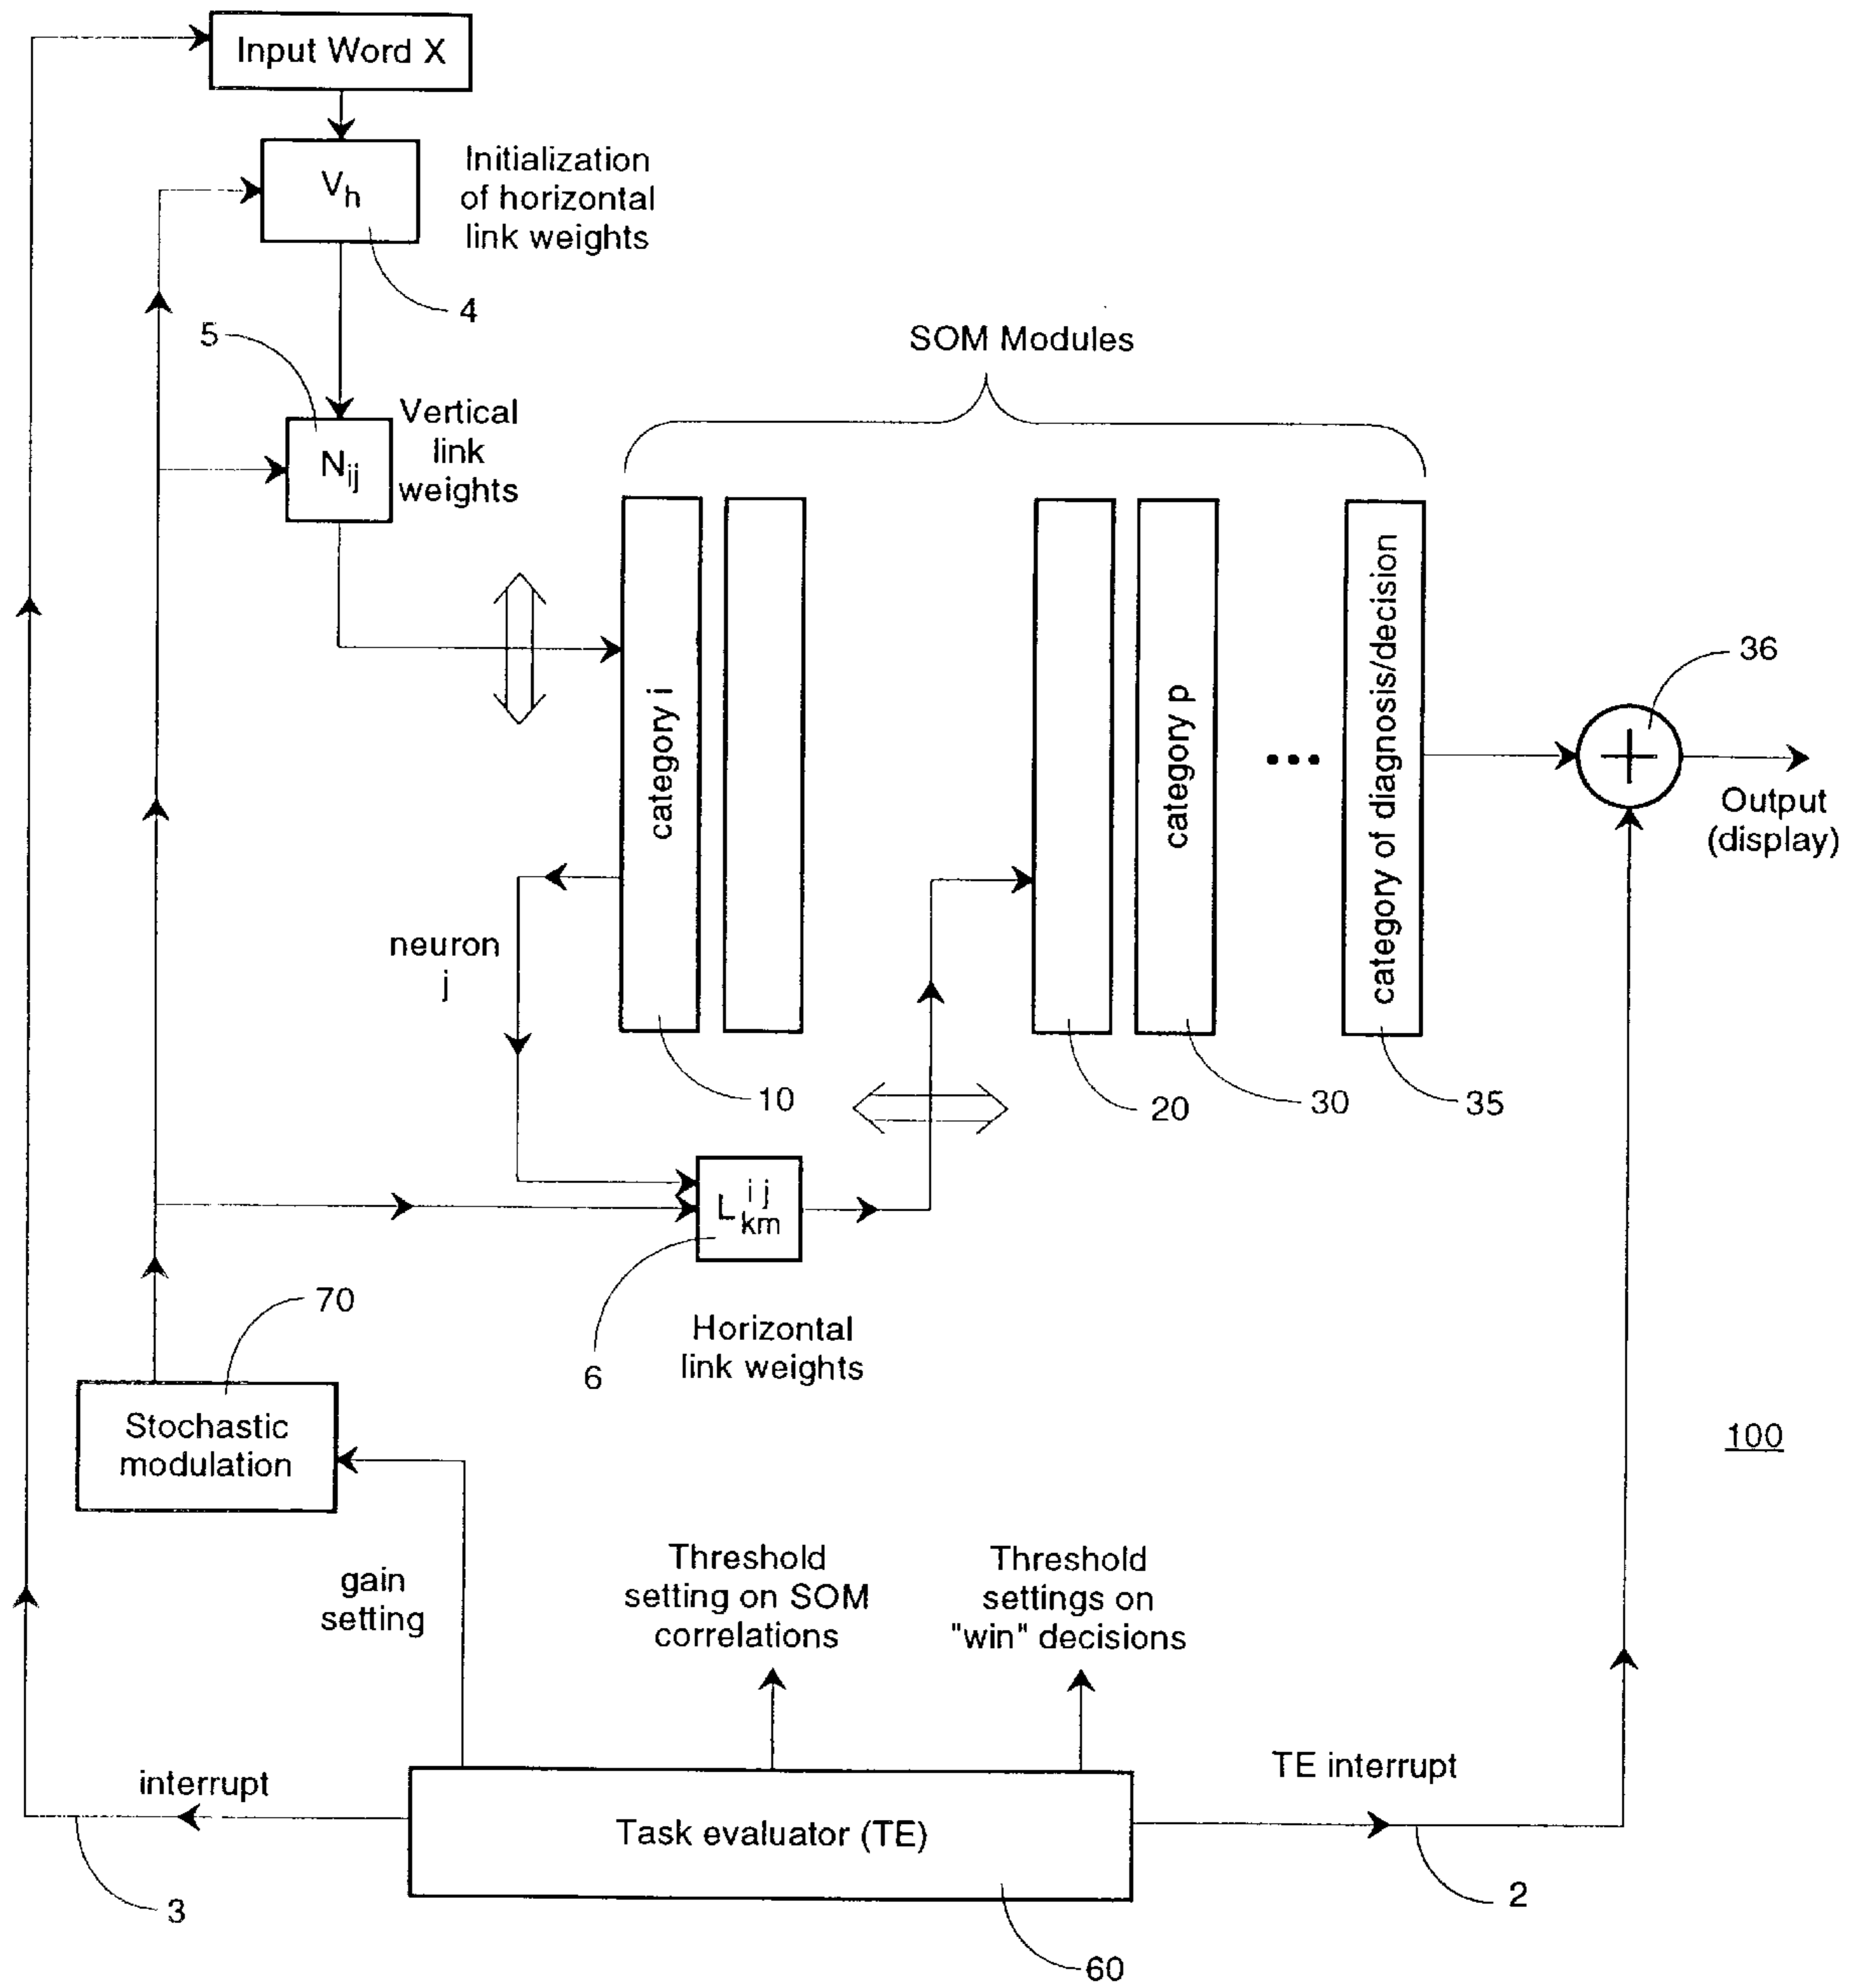 Input Word X
Vh
Initialization
of horizontal
link weights
4
5
Nij
Vertical
link
weights
SOM Modules
category i
category p
category of diagnosis/decision
36
Output
(display)
neuron
j
10
20
30
35
L i j km
6
Horizontal
link weights
70
Stochastic
modulation
100
gain
setting
Threshold
setting on SOM
correlations
Threshold
settings on
"win" decisions
interrupt
TE interrupt
Task evaluator (TE)
3
2
60